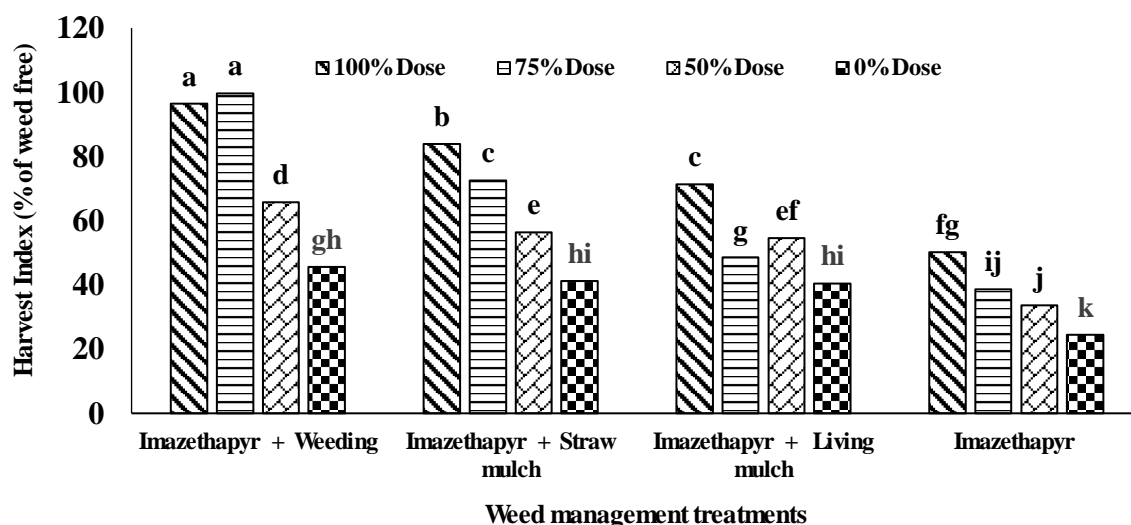 Harvest Index (% of weed free)
120
100
80
60
40
20
0
100% Dose 75% Dose 50% Dose 0% Dose
a a d gh
b c e hi
c g ef hi
fg ij j k
Imazethapyr + Weeding
Imazethapyr + Straw
mulch
Imazethapyr + Living
mulch
Imazethapyr
Weed management treatments